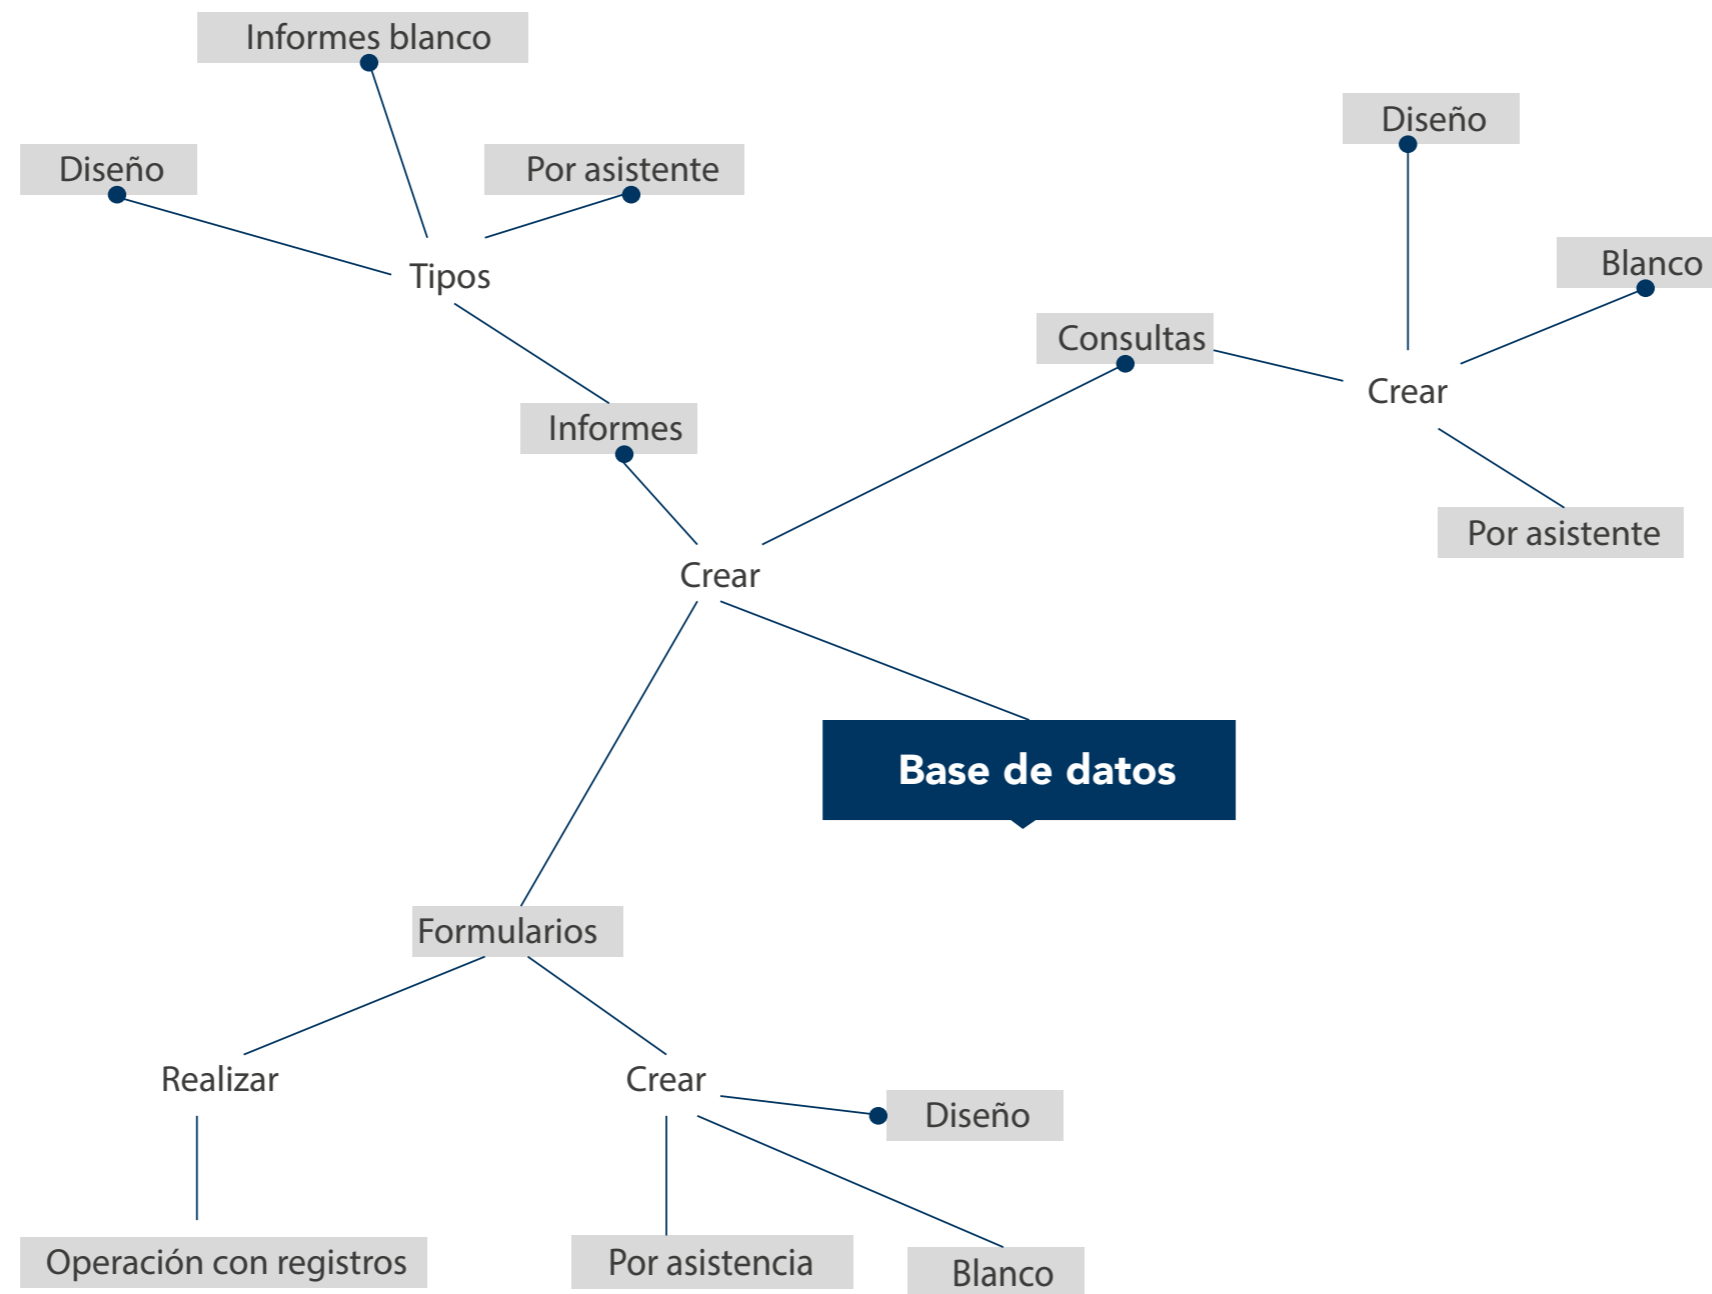 Informes blanco
Diseño
Diseño
Por asistente
Blanco
Tipos
Consultas
Crear
Informes
Por asistente
Crear
Base de datos
Formularios
Realizar
Crear
Diseño
Operación con registros
Por asistencia
Blanco